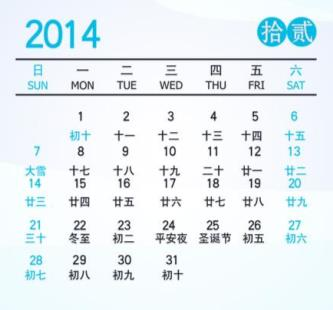 2014 拾 贰
日 一 二 三 四 五 六
SUN MON TUE WED THU FRI SAT
1 2 3 4 5 6
初十 十一 十二 十三 十四 十五
7 8 9 10 11 12 13
大雪 十七 十八 十九 二十 廿一 廿二
14 15 16 17 18 19 20
廿三 廿四 廿五 廿六 廿七 廿八 廿九
21 22 23 24 25 26 27
三十 冬至 初二 平安夜 圣诞节 初五 初六
28 29 30 31
初七 初八 初九 初十